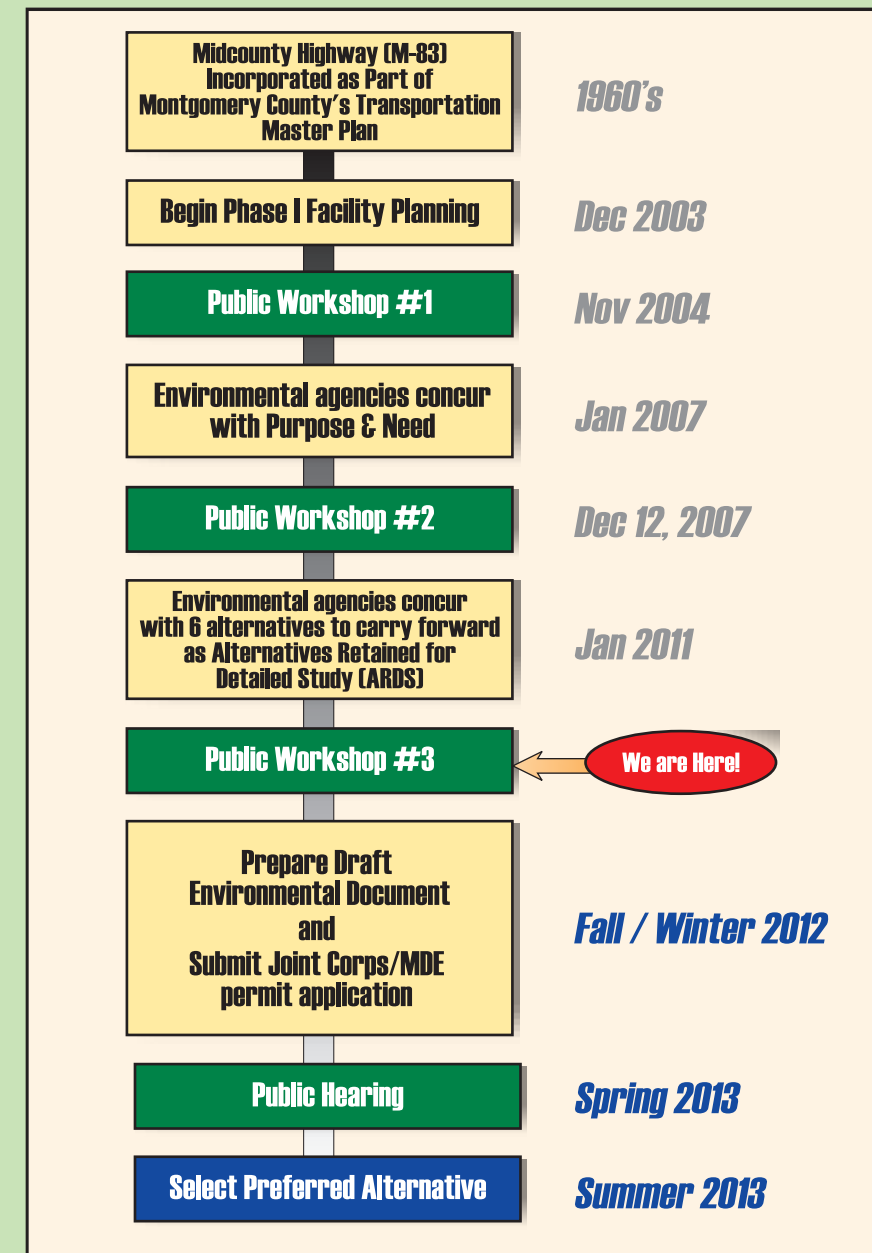 Midcounty Highway (M-83)
Incorporated as Part of
Montgomery County's Transportation
Master Plan
1960's
Begin Phase I Facility Planning
Dec 2003
Public Workshop #1
Nov 2004
Environmental agencies concur
with Purpose & Need
Jan 2007
Public Workshop #2
Dec 12, 2007
Environmental agencies concur
with 6 alternatives to carry forward
as Alternatives Retained for
Detailed Study (ARDS)
Jan 2011
Public Workshop #3
We are Here!
Prepare Draft
Environmental Document
and
Submit Joint Corps/MDE
permit application
Fall / Winter 2012
Public Hearing
Spring 2013
Select Preferred Alternative
Summer 2013